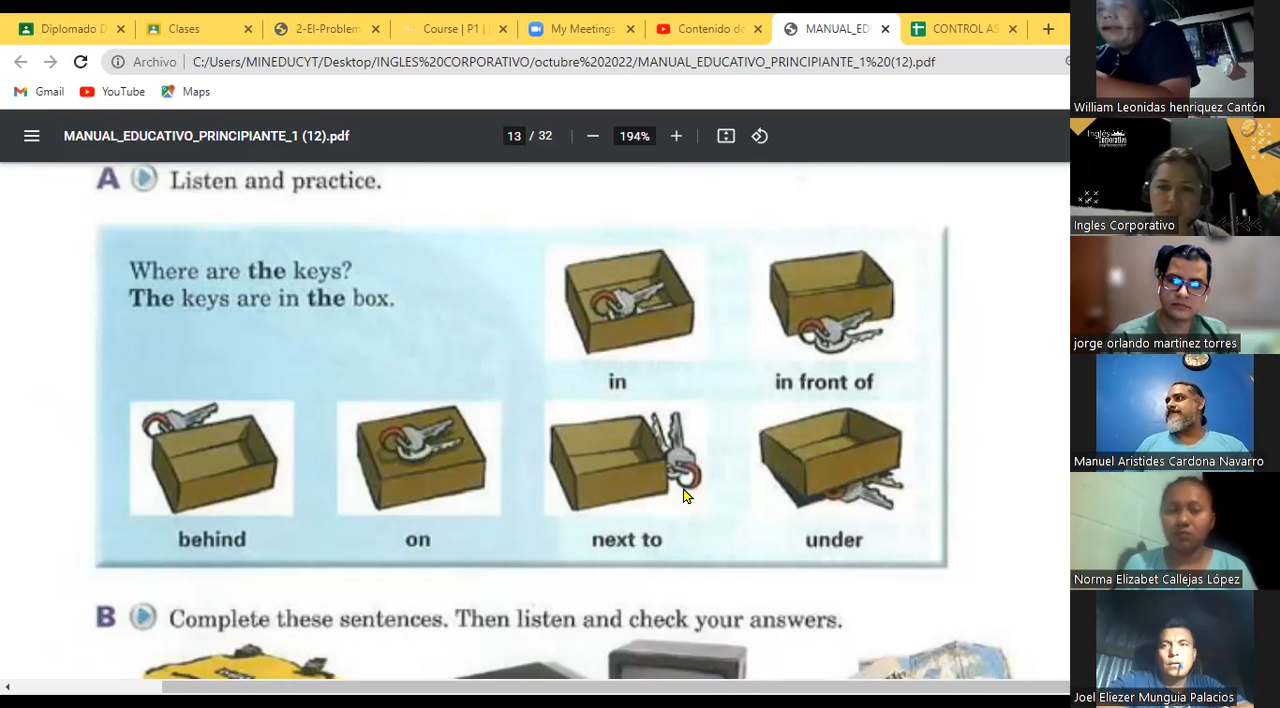 Diplomado D
Clases
2-El-Problem
Course | P1 |
My Meetings
Contenido de
MANUAL_ED
CONTROL AS
Archivo
C:/Users/MINEDUCYT/Desktop/INGLES%20CORPORATIVO/octubre%202022/MANUAL_EDUCATIVO_PRINCIPIANTE_1%20(12).pdf
Gmail
YouTube
Maps
MANUAL_EDUCATIVO_PRINCIPIANTE_1 (12).pdf
13 / 32
194%
A Listen and practice.
Where are the keys?
The keys are in the box.
in
in front of
behind
on
next to
under
B Complete these sentences. Then listen and check your answers.
William Leonidas henriquez Cantón
Inglés
Corporativo
Ingles Corporativo
jorge orlando martinez torres
Manuel Aristides Cardona Navarro
Norma Elizabet Callejas López
Joel Eliezer Munguia Palacios